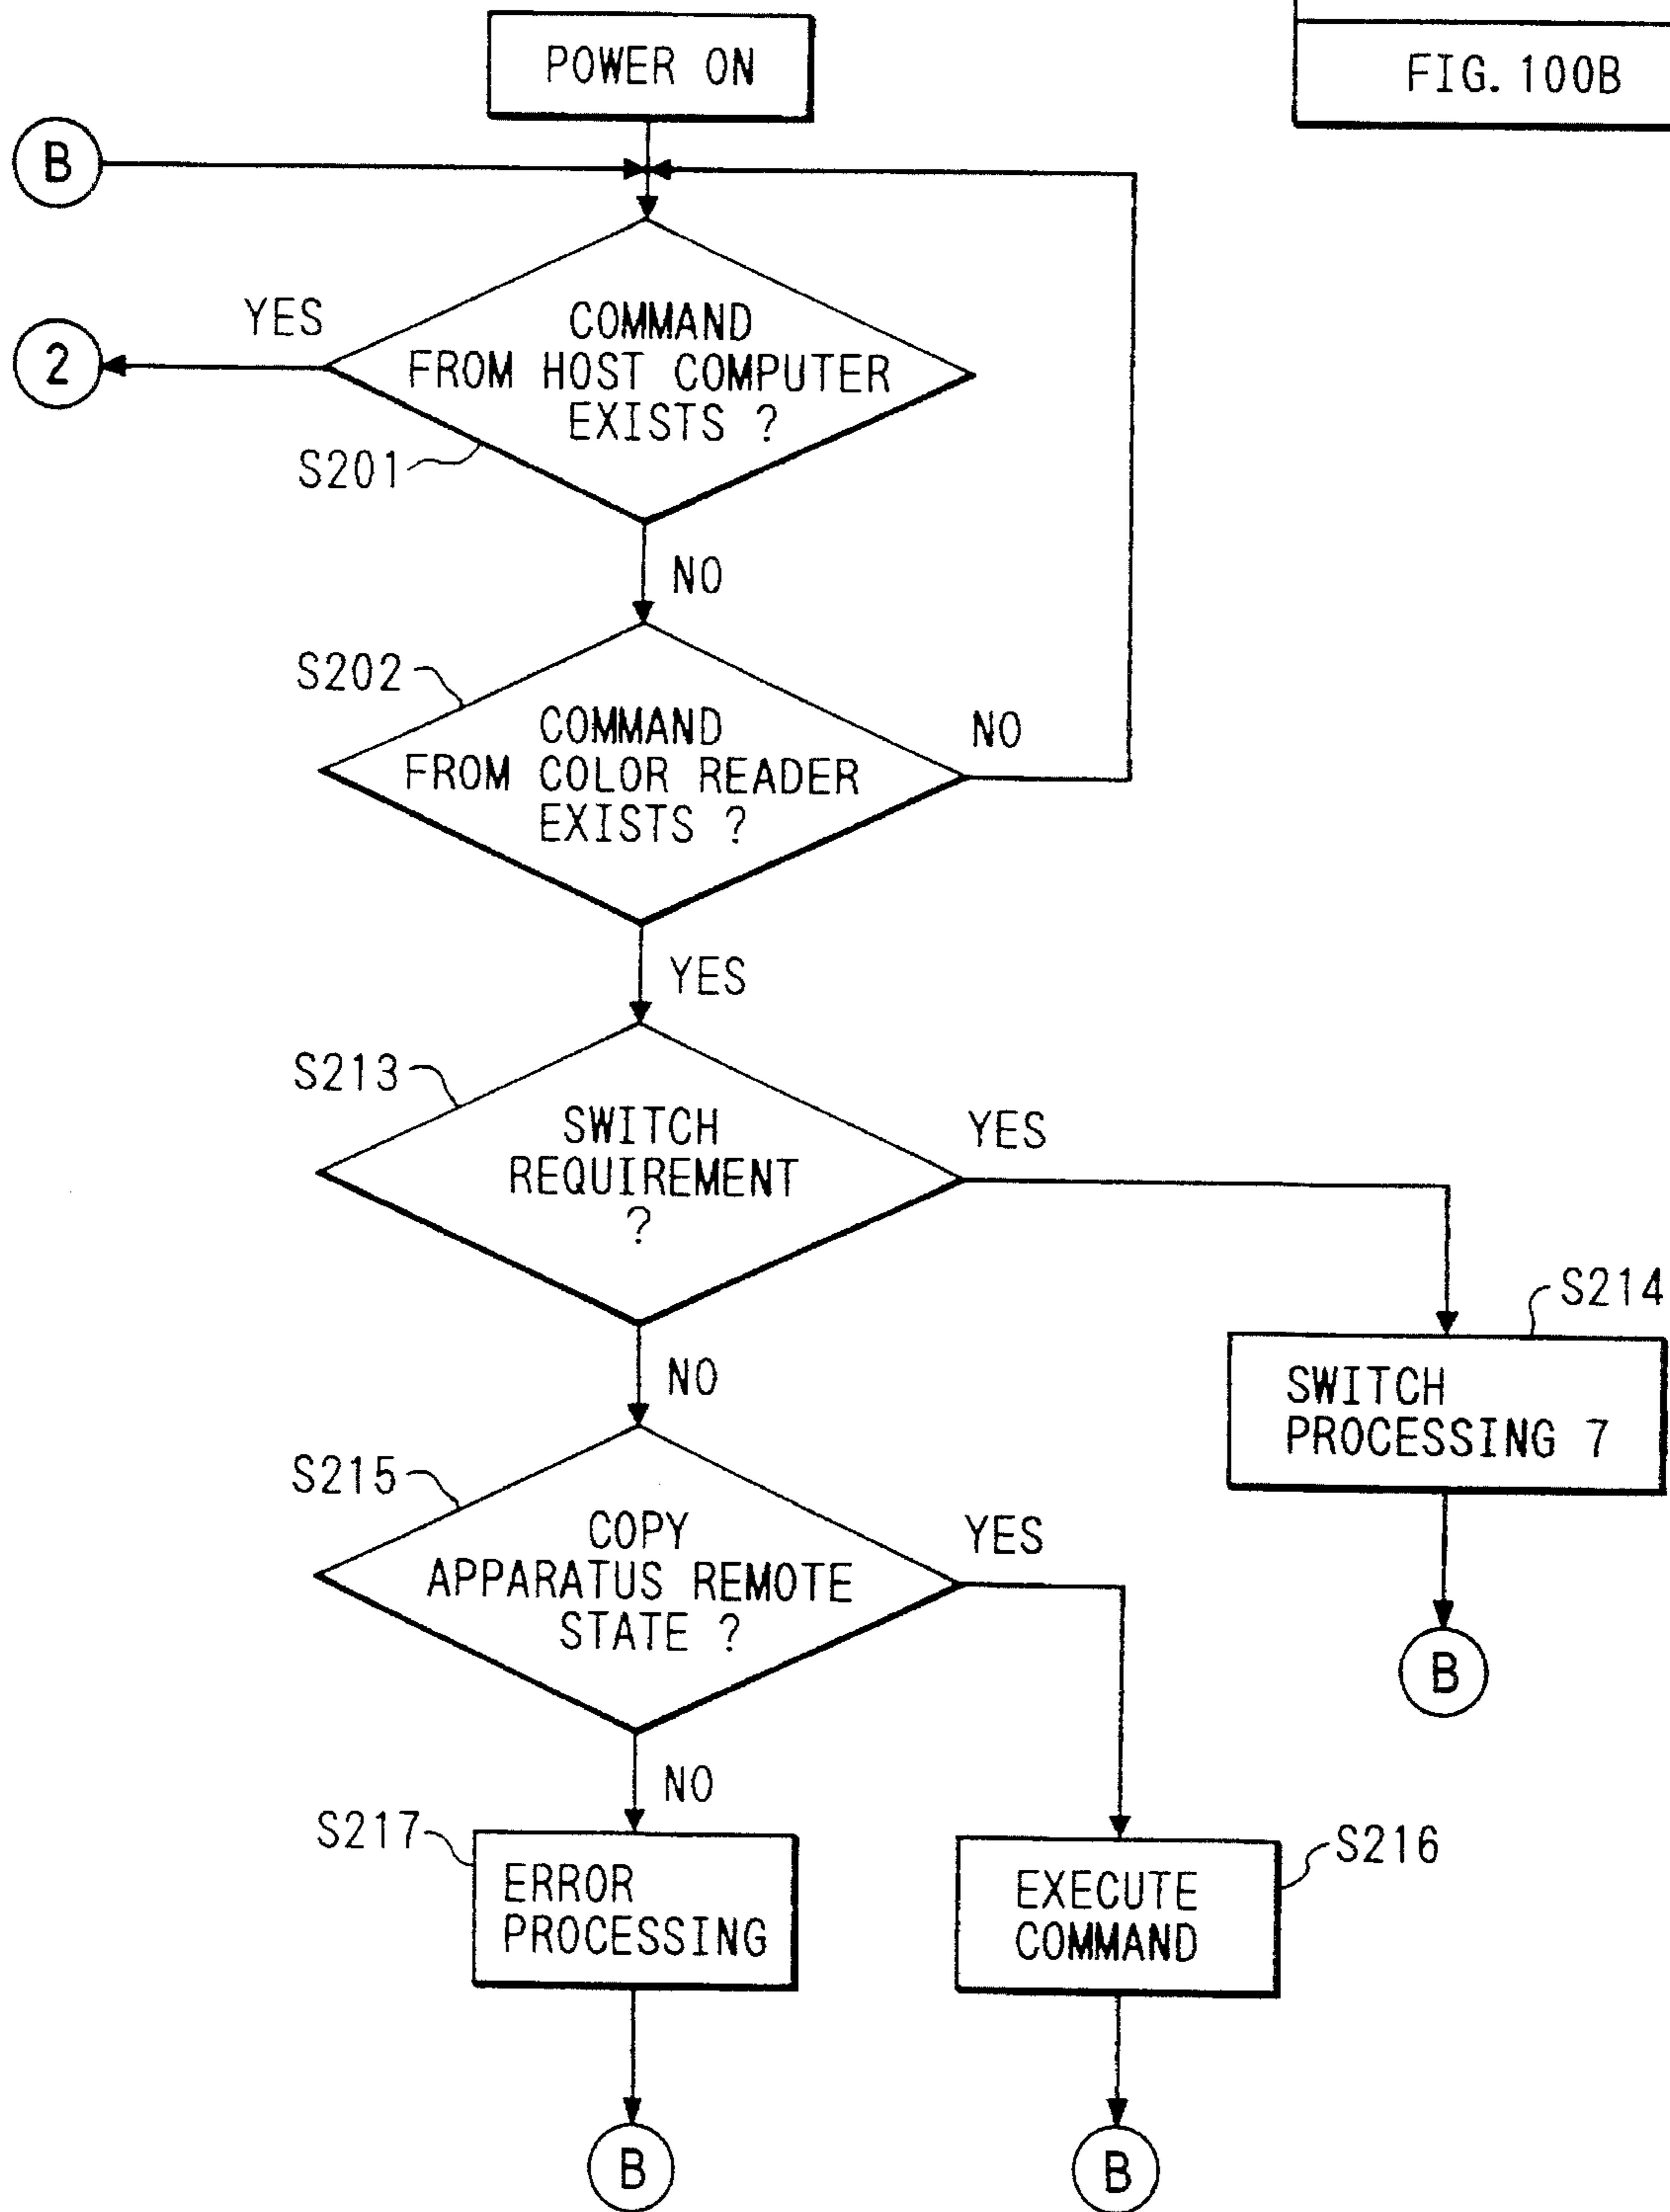 POWER ON
FIG. 100B
B
YES
2
COMMAND
FROM HOST COMPUTER
EXISTS ?
S201
NO
S202
COMMAND
FROM COLOR READER
EXISTS ?
NO
YES
S213
SWITCH
REQUIREMENT
?
YES
S214
SWITCH
PROCESSING 7
NO
S215
COPY
APPARATUS REMOTE
STATE ?
YES
B
NO
S217
ERROR
PROCESSING
S216
EXECUTE
COMMAND
B
B